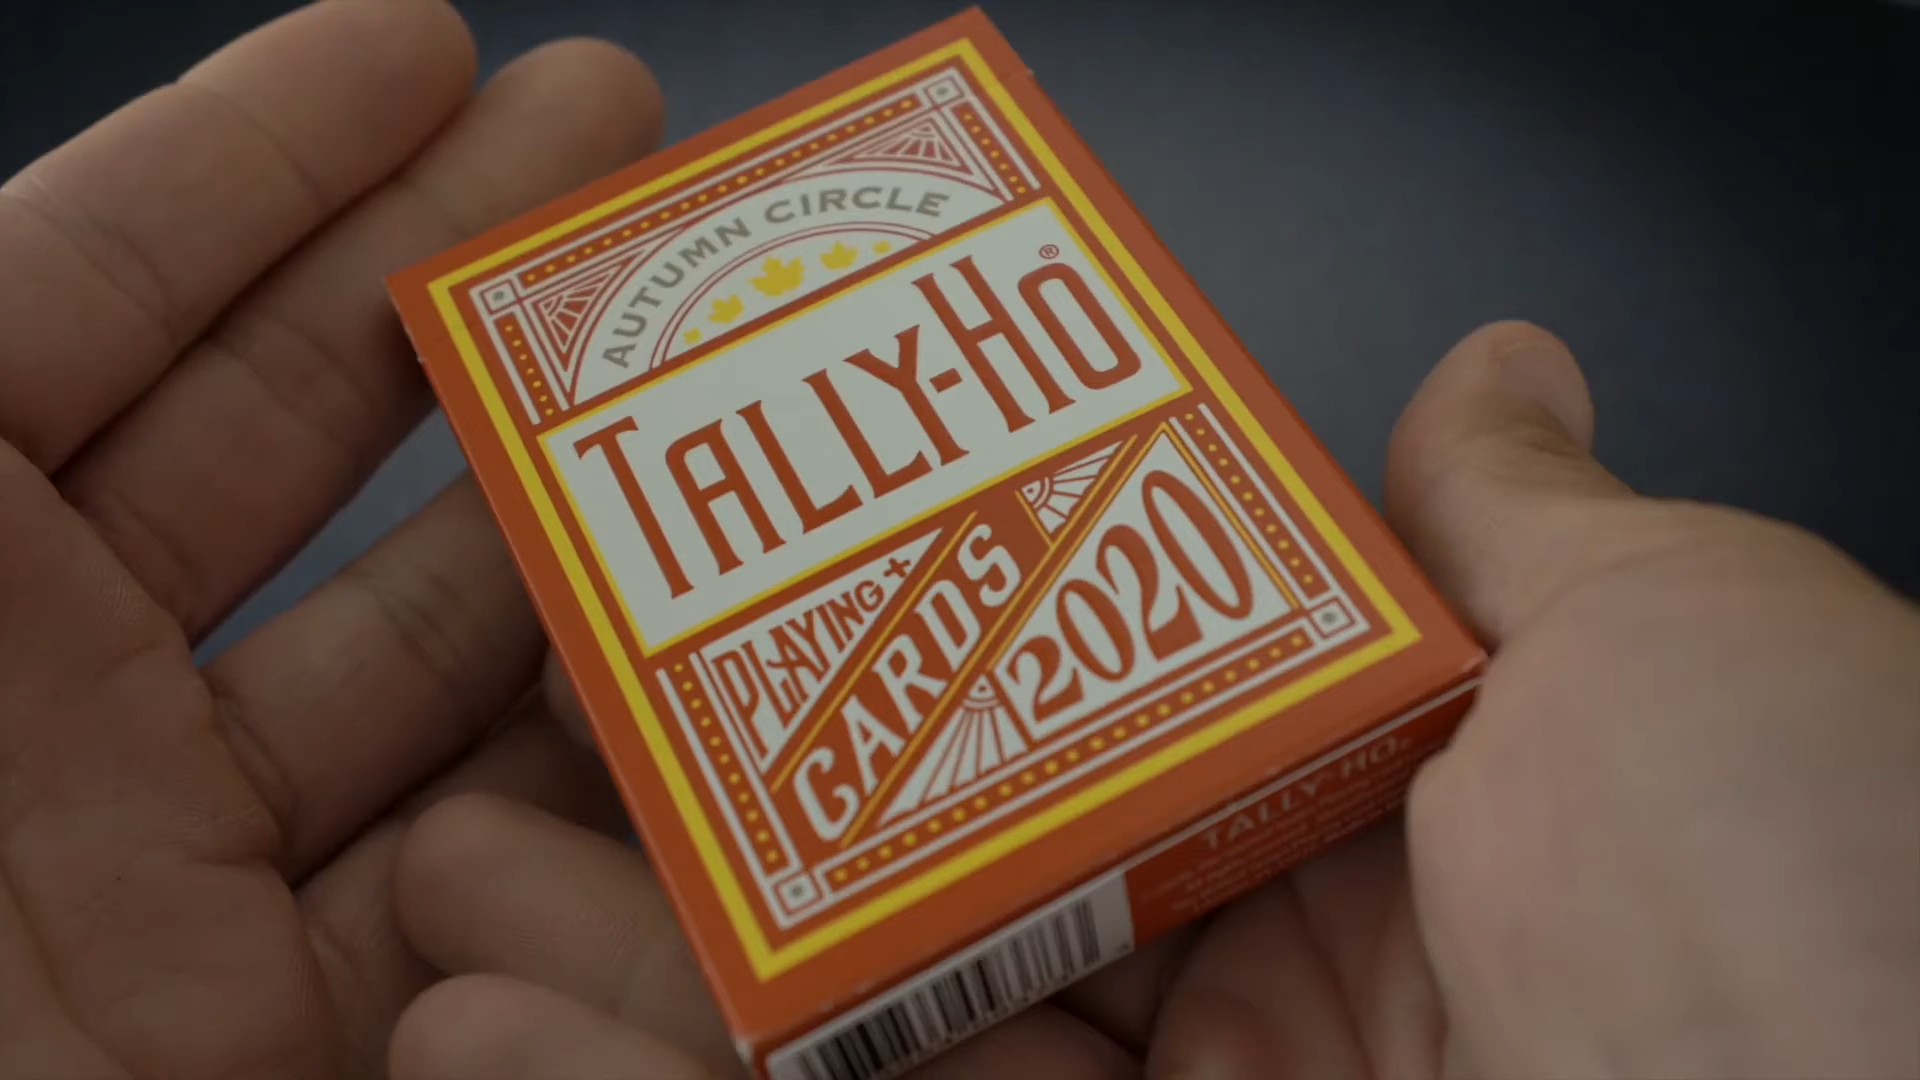 AUTUMN CIRCLE
TALLY-HO®
PLAYING
CARDS
2020
TALLY-HO®